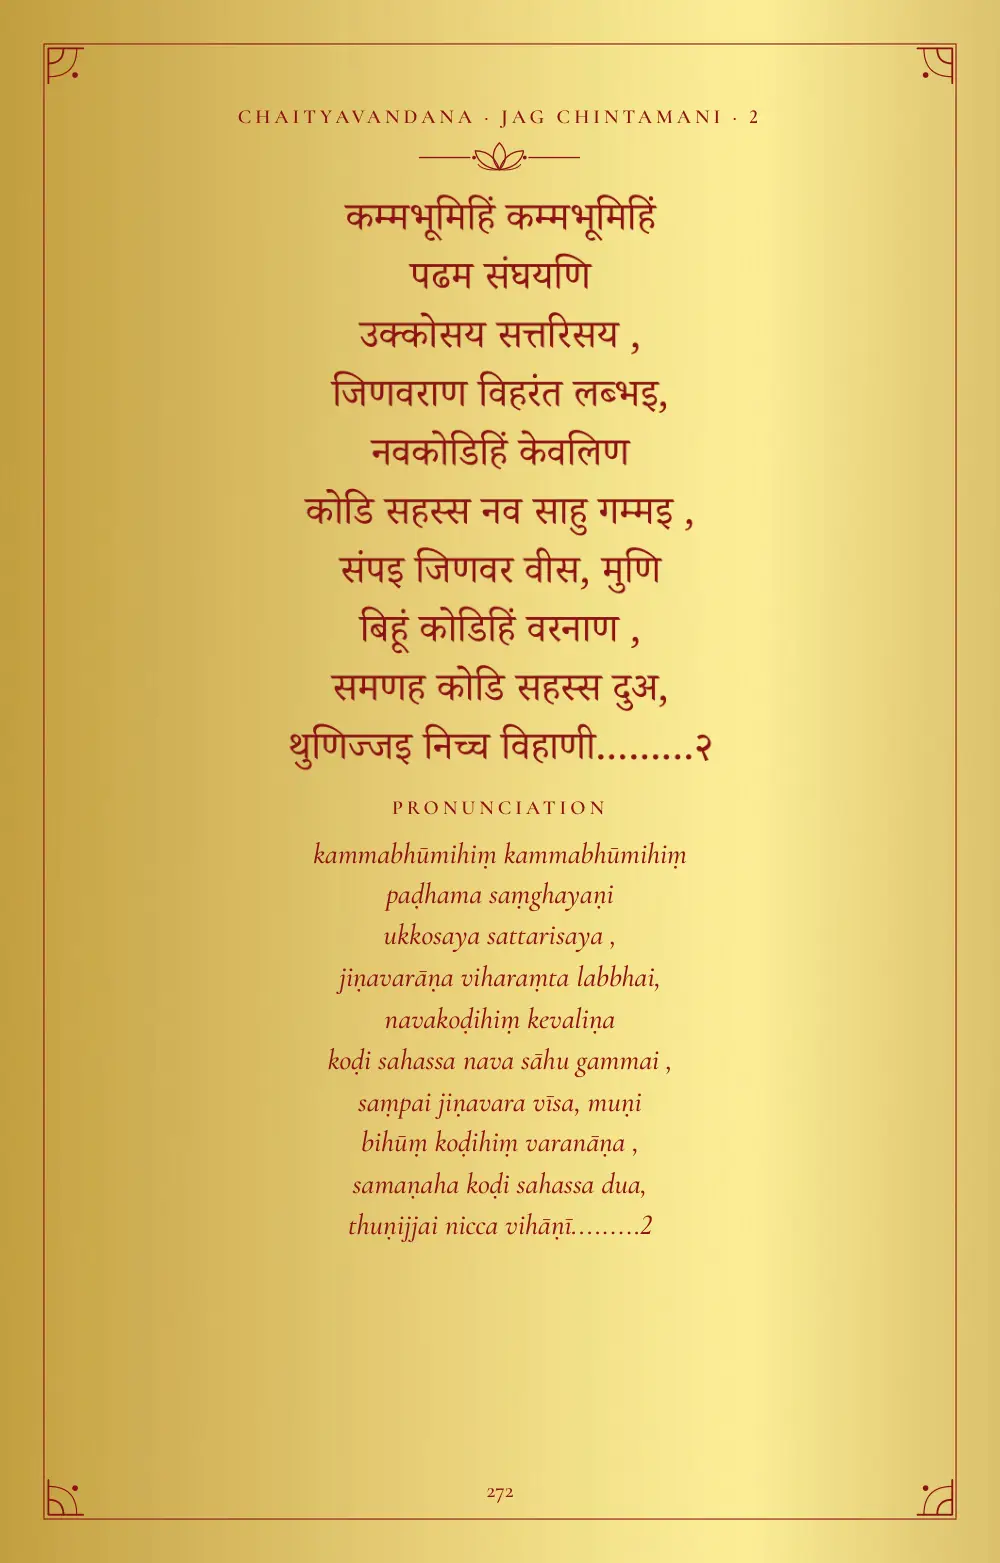 CHAITYAVANDANA · JAG CHINTAMANI · 2
कम्मभूमिहिं कम्मभूमिहिं
पढम संघयणि
उक्कोसय सत्तरिसय ,
जिणवराण विहरंत लब्भइ,
नवकोडिहिं केवलिण
कोडि सहस्स नव साहु गम्मइ ,
संपइ जिणवर वीस, मुणि
बिहूं कोडिहिं वरनाण ,
समणह कोडि सहस्स दुअ,
थुणिज्जइ निच्च विहाणी.........२
PRONUNCIATION
kammabhūmihiṃ kammabhūmihiṃ
paḍhama saṃghayaṇi
ukkosaya sattarisaya ,
jiṇavarāṇa viharaṃta labbhai,
navakoḍihiṃ kevaliṇa
koḍi sahassa nava sāhu gammai ,
saṃpai jiṇavara vīsa, muṇi
bihūṃ koḍihiṃ varanāṇa ,
samaṇaha koḍi sahassa dua,
thuṇijjai nicca vihāṇī.........2
272